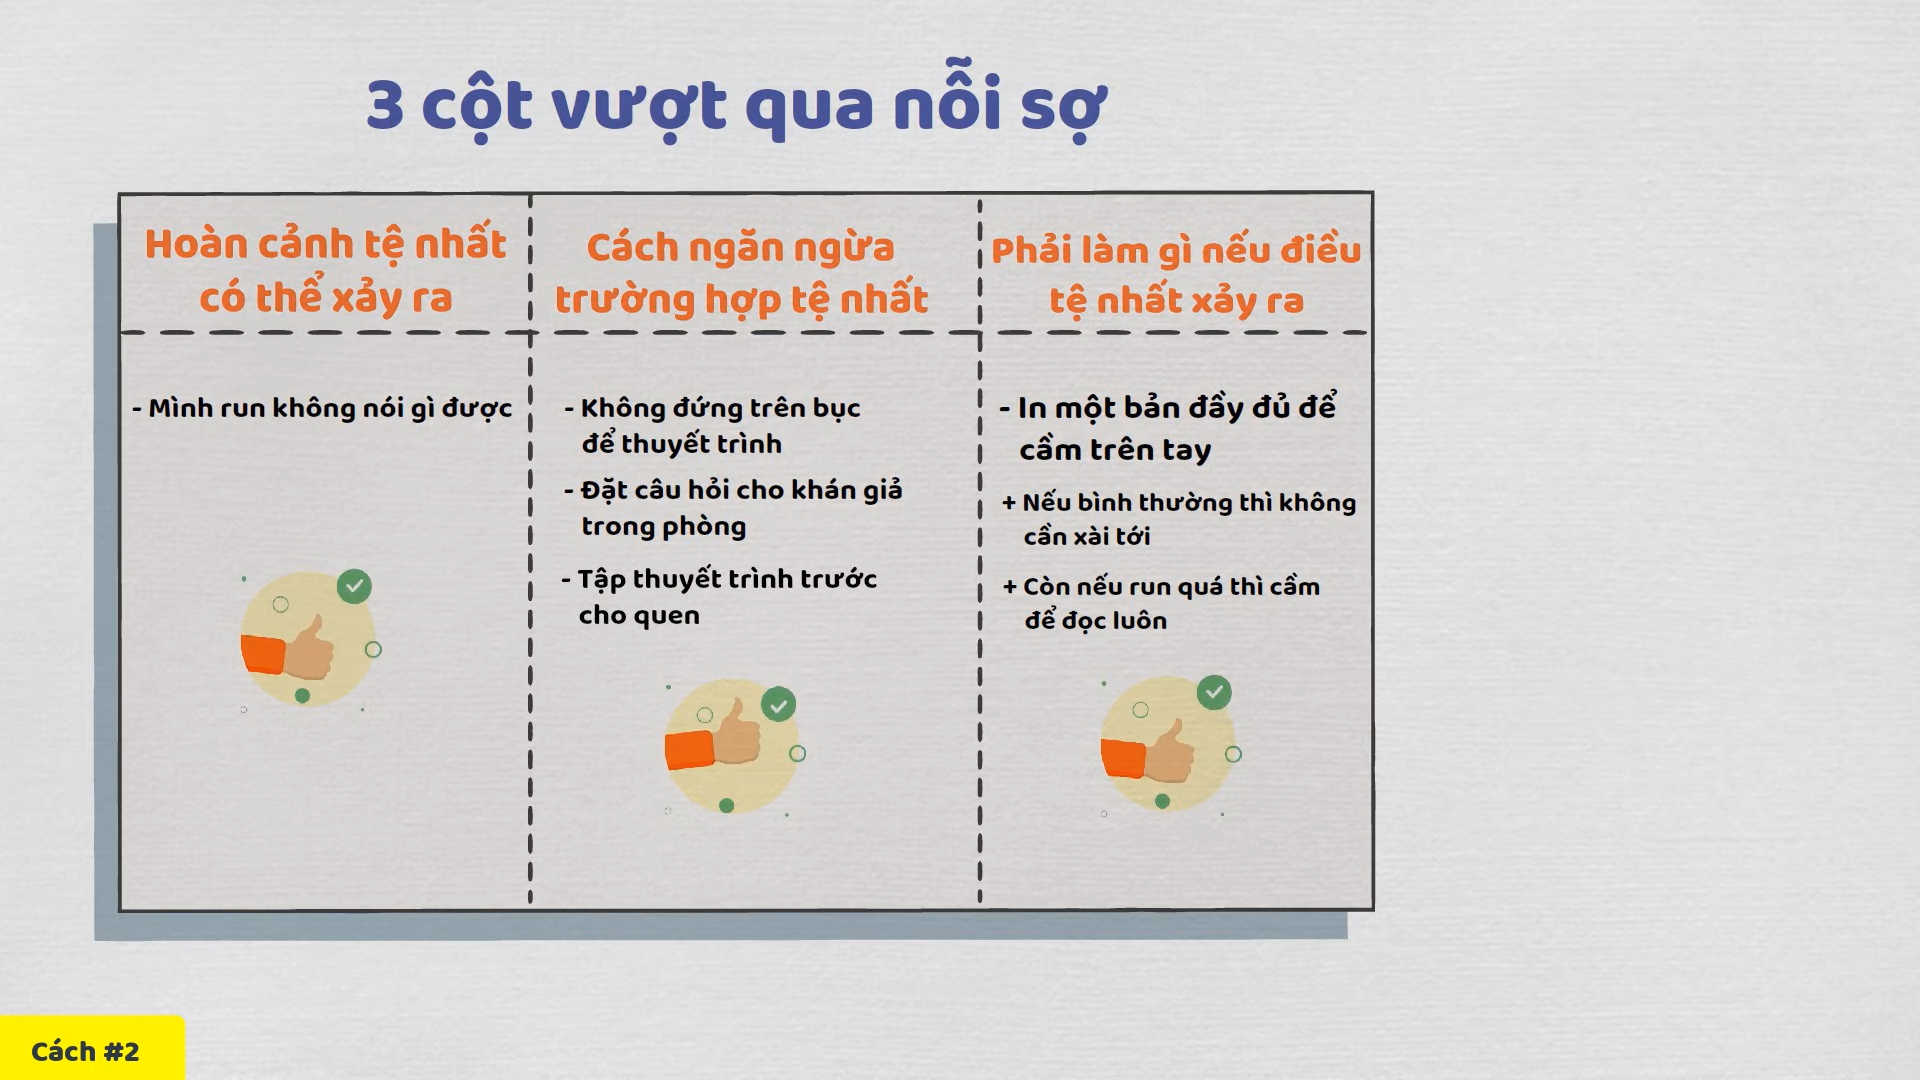 3 cột vượt qua nỗi sợ
Hoàn cảnh tệ nhất
có thể xảy ra
Cách ngăn ngừa
trường hợp tệ nhất
Phải làm gì nếu điều
tệ nhất xảy ra
- Mình run không nói gì được
- Không đứng trên bục
để thuyết trình
- Đặt câu hỏi cho khán giả
trong phòng
- Tập thuyết trình trước
cho quen
- In một bản đầy đủ để
cầm trên tay
+ Nếu bình thường thì không
cần xài tới
+ Còn nếu run quá thì cầm
để đọc luôn
Cách #2